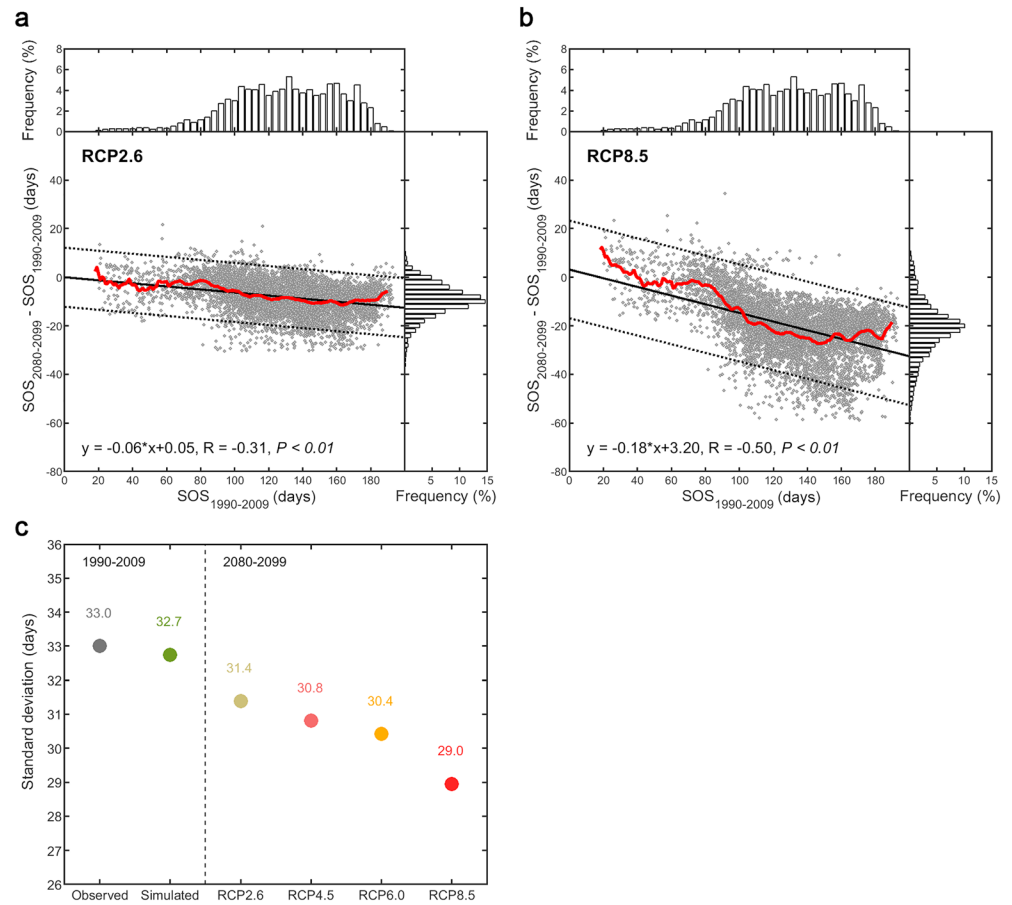 a
8
6
4
2
0
Frequency (%)
RCP2.6
40
20
0
-20
-40
-60
-80
SOS2080-2099 - SOS1990-2009 (days)
y = -0.06*x+0.05, R = -0.31, P < 0.01
0 20 40 60 80 100 120 140 160 180 5 10 15
SOS1990-2009 (days) Frequency (%)
b
8
6
4
2
0
Frequency (%)
RCP8.5
40
20
0
-20
-40
-60
-80
SOS2080-2099 - SOS1990-2009 (days)
y = -0.18*x+3.20, R = -0.50, P < 0.01
0 20 40 60 80 100 120 140 160 180 5 10 15
SOS1990-2009 (days) Frequency (%)
c
36
35
34
33
32
31
30
29
28
27
26
Standard deviation (days)
1990-2009 2080-2099
33.0
32.7
31.4
30.8
30.4
29.0
Observed Simulated RCP2.6 RCP4.5 RCP6.0 RCP8.5